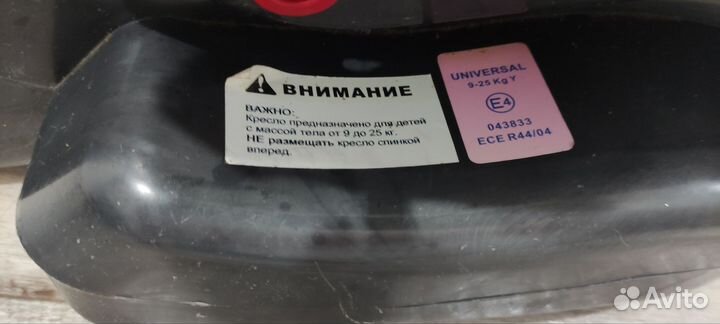 ВНИМАНИЕ
ВАЖНО:
Кресло предназначено для детей
с массой тела от 9 до 25 кг.
НЕ размещать кресло спинкой
вперед.
UNIVERSAL
9-25 Kg Y
E4
043833
ECE R44/04
Avito